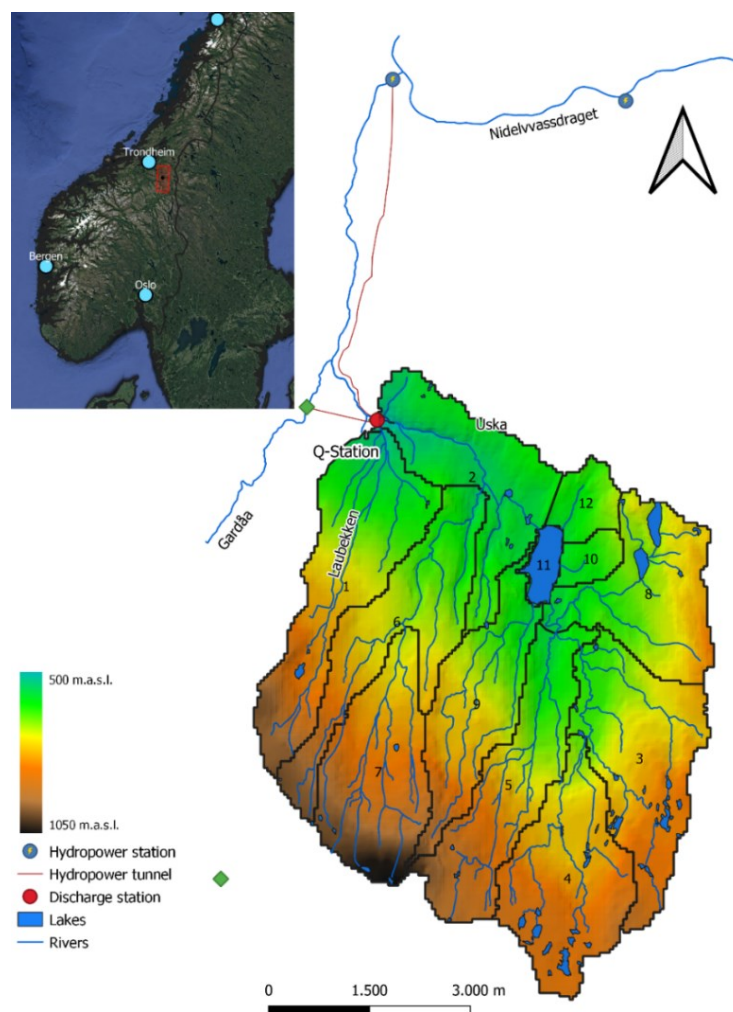 Trondheim
Bergen
Oslo
Nidelvvassdraget
Uska
Q-Station
Gardåa
Laubekken
2
12
11
10
8
1
6
9
7
5
3
4
500 m.a.s.l.
1050 m.a.s.l.
Hydropower station
Hydropower tunnel
Discharge station
Lakes
Rivers
0 1.500 3.000 m